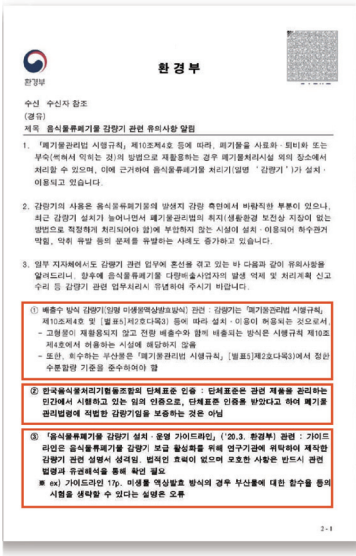 환경부
환경부
수신 수신자 참조
(경유)
제목 음식물류폐기물 감량기 관련 유의사항 알림
1. 「폐기물관리법 시행규칙」 제10조제4호 등에 따라, 폐기물을 사료화·퇴비화 또는
부숙(썩혀서 익히는 것)의 방법으로 재활용하는 경우 폐기물처리시설 외의 장소에서
처리할 수 있으며, 이에 근거하여 음식물류폐기물 처리기(일명 '감량기')가 설치·
이용되고 있습니다.
2. 감량기의 사용은 음식물류폐기물의 발생지 감량 측면에서 바람직한 부분이 있으나,
최근 감량기 설치가 늘어나면서 폐기물관리법의 취지(생활환경 보전상 지장이 없는
방법으로 적정하게 처리되어야 함)에 부합하지 않는 시설이 설치·이용되어 하수관거
막힘, 악취 유발 등의 문제를 유발하는 사례도 증가하고 있습니다.
3. 일부 지자체에서도 감량기 관련 업무에 혼선을 겪고 있는 바 다음과 같이 유의사항을
알려드리니, 향후에 음식물류폐기물 다량배출사업자의 발생 억제 및 처리계획 신고
수리 등 감량기 관련 업무처리시 유념하여 주시기 바랍니다.
① 배출수 방식 감량기(일명 미생물액상발효방식) 관련 : 감량기는 「폐기물관리법 시행규칙」
제10조제4호 및 [별표5]제2호다목3) 등에 따라 설치·이용이 허용되는 것으로서,
- 고형물이 재활용되지 않고 전량 배출수와 함께 배출되는 방식은 시행규칙 제10조
제4호에서 허용하는 시설에 해당하지 않음
- 또한, 회수하는 부산물은 「폐기물관리법 시행규칙」 [별표5]제2호다목3)에서 정한
수분함량 기준을 준수하여야 함
② 한국음식물처리기협동조합의 단체표준 인증 : 단체표준은 관련 제품을 관리하는
민간에서 시행하고 있는 임의 인증으로, 단체표준 인증을 받았다고 하여 폐기물
관리법령에 적법한 감량기임을 보증하는 것은 아님
③ 「음식물류폐기물 감량기 설치·운영 가이드라인」('20.3. 환경부) 관련 : 가이드
라인은 음식물류폐기물 감량기 보급 활성화를 위해 연구기관에 위탁하여 제작한
감량기 관련 설명서 성격임. 법적인 효력이 없으며 모호한 사항은 반드시 관련
법령과 유권해석을 통해 확인 필요
※ ex) 가이드라인 17p. 미생물 액상발효 방식의 경우 부산물에 대한 함수율 등의
시험을 생략할 수 있다는 설명은 오류
2-1